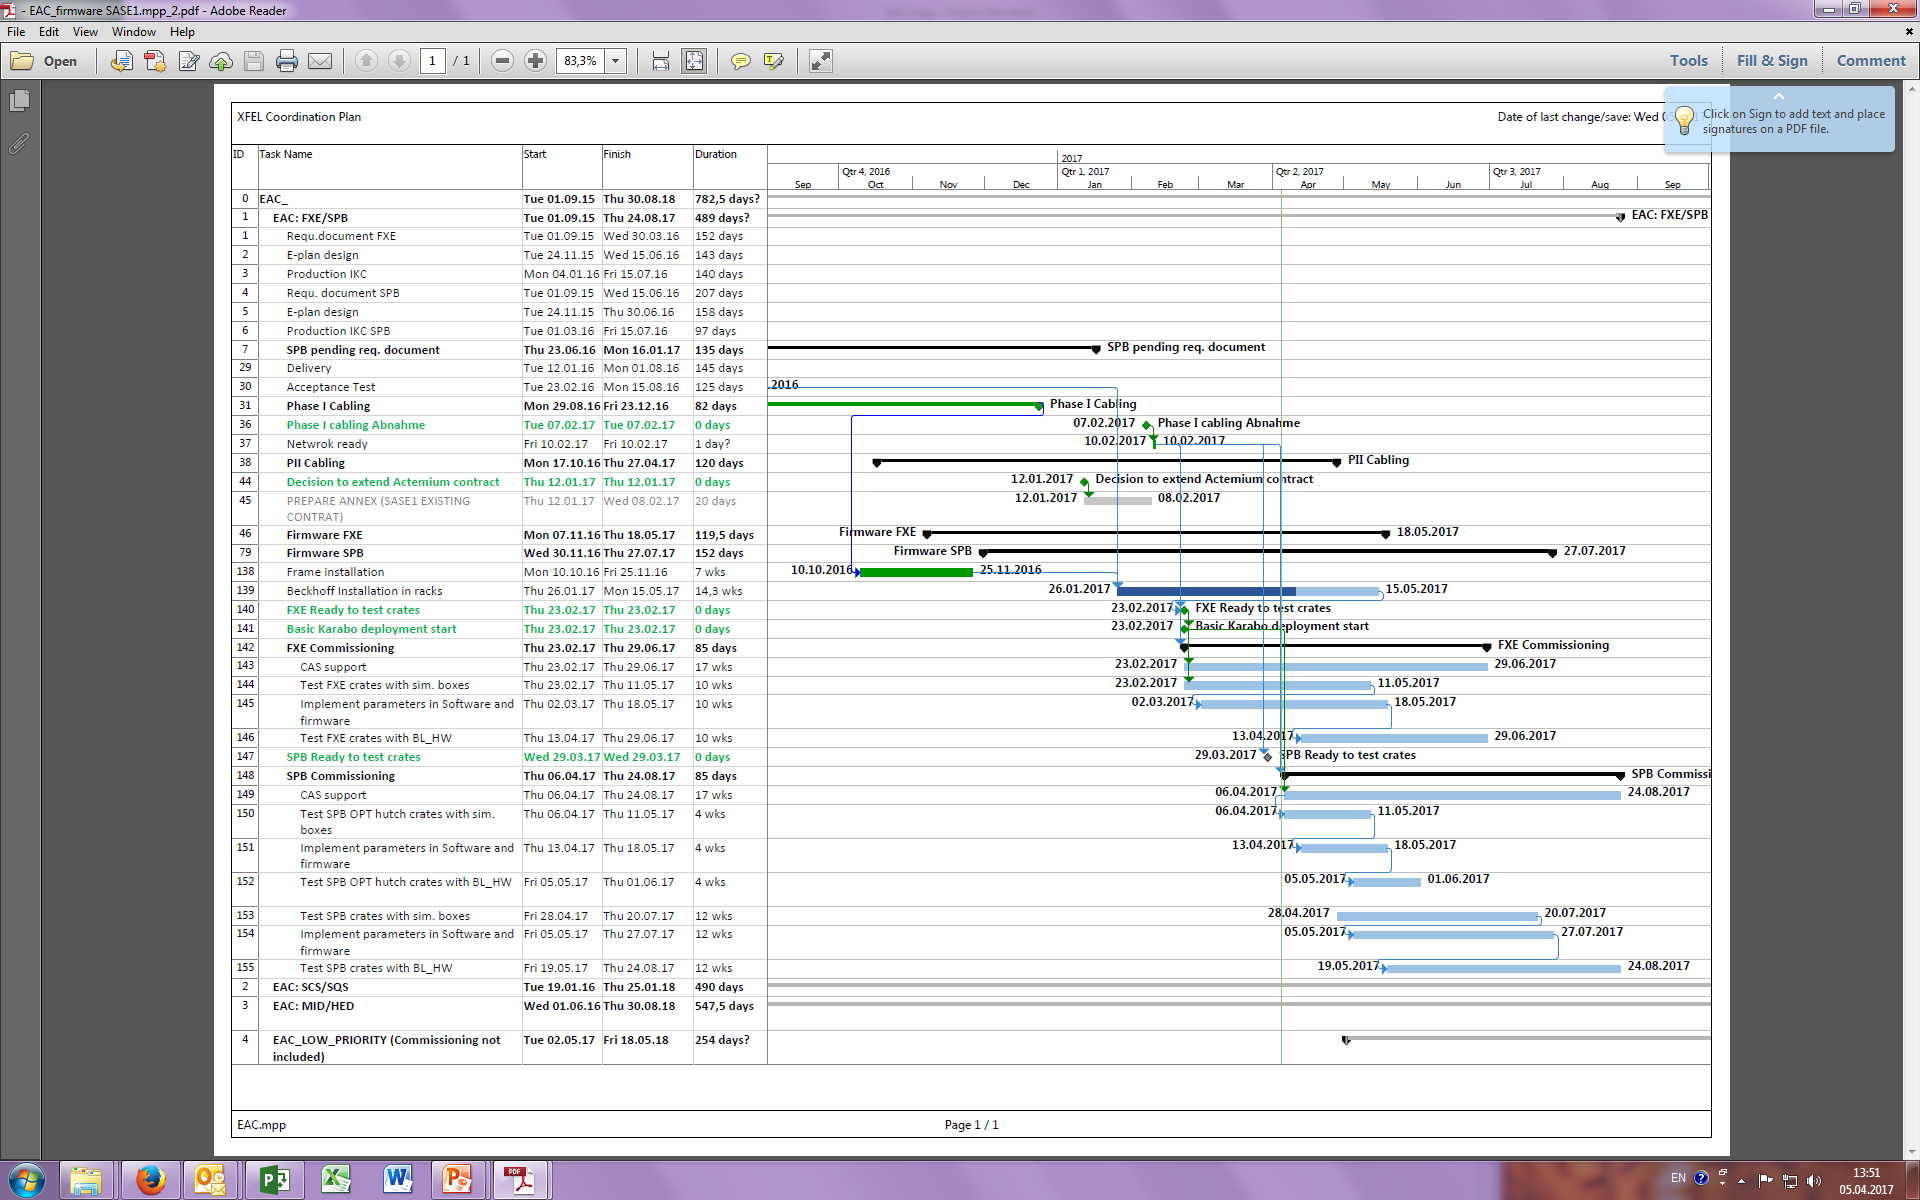 - EAC_firmware SASE1.mpp_2.pdf - Adobe Reader
File Edit View Window Help
Open 1 / 1 83,3% Tools Fill & Sign Comment
Click on Sign to add text and place
signatures on a PDF file.
XFEL Coordination Plan Date of last change/save: Wed
ID Task Name Start Finish Duration
2017
Qtr 4, 2016 Qtr 1, 2017 Qtr 2, 2017 Qtr 3, 2017
Sep Oct Nov Dec Jan Feb Mar Apr May Jun Jul Aug Sep
0 EAC_ Tue 01.09.15 Thu 30.08.18 782,5 days?
1 EAC: FXE/SPB Tue 01.09.15 Thu 24.08.17 489 days? EAC: FXE/SPB
1 Requ.document FXE Tue 01.09.15 Wed 30.03.16 152 days
2 E-plan design Tue 24.11.15 Wed 15.06.16 143 days
3 Production IKC Mon 04.01.16 Fri 15.07.16 140 days
4 Requ. document SPB Tue 01.09.15 Wed 15.06.16 207 days
5 E-plan design Tue 24.11.15 Thu 30.06.16 158 days
6 Production IKC SPB Tue 01.03.16 Fri 15.07.16 97 days
7 SPB pending req. document Thu 23.06.16 Mon 16.01.17 135 days SPB pending req. document
29 Delivery Tue 12.01.16 Mon 01.08.16 145 days
30 Acceptance Test Tue 23.02.16 Mon 15.08.16 125 days 2016
31 Phase I Cabling Mon 29.08.16 Fri 23.12.16 82 days Phase I Cabling
36 Phase I cabling Abnahme Tue 07.02.17 Tue 07.02.17 0 days 07.02.2017 Phase I cabling Abnahme
37 Netwrok ready Fri 10.02.17 Fri 10.02.17 1 day? 10.02.2017 10.02.2017
38 PII Cabling Mon 17.10.16 Thu 27.04.17 120 days PII Cabling
44 Decision to extend Actemium contract Thu 12.01.17 Thu 12.01.17 0 days 12.01.2017 Decision to extend Actemium contract
45 PREPARE ANNEX (SASE1 EXISTING Thu 12.01.17 Wed 08.02.17 20 days 12.01.2017 08.02.2017
CONTRAT)
46 Firmware FXE Mon 07.11.16 Thu 18.05.17 119,5 days Firmware FXE 18.05.2017
79 Firmware SPB Wed 30.11.16 Thu 27.07.17 152 days Firmware SPB 27.07.2017
138 Frame installation Mon 10.10.16 Fri 25.11.16 7 wks 10.10.2016 25.11.2016
139 Beckhoff Installation in racks Thu 26.01.17 Mon 15.05.17 14,3 wks 26.01.2017 15.05.2017
140 FXE Ready to test crates Thu 23.02.17 Thu 23.02.17 0 days 23.02.2017 FXE Ready to test crates
141 Basic Karabo deployment start Thu 23.02.17 Thu 23.02.17 0 days 23.02.2017 Basic Karabo deployment start
142 FXE Commissioning Thu 23.02.17 Thu 29.06.17 85 days FXE Commissioning
143 CAS support Thu 23.02.17 Thu 29.06.17 17 wks 23.02.2017 29.06.2017
144 Test FXE crates with sim. boxes Thu 23.02.17 Thu 11.05.17 10 wks 23.02.2017 11.05.2017
145 Implement parameters in Software and Thu 02.03.17 Thu 18.05.17 10 wks 02.03.2017 18.05.2017
firmware
146 Test FXE crates with BL_HW Thu 13.04.17 Thu 29.06.17 10 wks 13.04.2017 29.06.2017
147 SPB Ready to test crates Wed 29.03.17 Wed 29.03.17 0 days 29.03.2017 SPB Ready to test crates
148 SPB Commissioning Thu 06.04.17 Thu 24.08.17 85 days SPB Commissi
149 CAS support Thu 06.04.17 Thu 24.08.17 17 wks 06.04.2017 24.08.2017
150 Test SPB OPT hutch crates with sim. Thu 06.04.17 Thu 11.05.17 4 wks 06.04.2017 11.05.2017
boxes
151 Implement parameters in Software and Thu 13.04.17 Thu 18.05.17 4 wks 13.04.2017 18.05.2017
firmware
152 Test SPB OPT hutch crates with BL_HW Fri 05.05.17 Thu 01.06.17 4 wks 05.05.2017 01.06.2017
153 Test SPB crates with sim. boxes Fri 28.04.17 Thu 20.07.17 12 wks 28.04.2017 20.07.2017
154 Implement parameters in Software and Fri 05.05.17 Thu 27.07.17 12 wks 05.05.2017 27.07.2017
firmware
155 Test SPB crates with BL_HW Fri 19.05.17 Thu 24.08.17 12 wks 19.05.2017 24.08.2017
2 EAC: SCS/SQS Tue 19.01.16 Thu 25.01.18 490 days
3 EAC: MID/HED Wed 01.06.16 Thu 30.08.18 547,5 days
4 EAC_LOW_PRIORITY (Commissioning not Tue 02.05.17 Fri 18.05.18 254 days?
included)
EAC.mpp Page 1 / 1
EN 13:51
05.04.2017